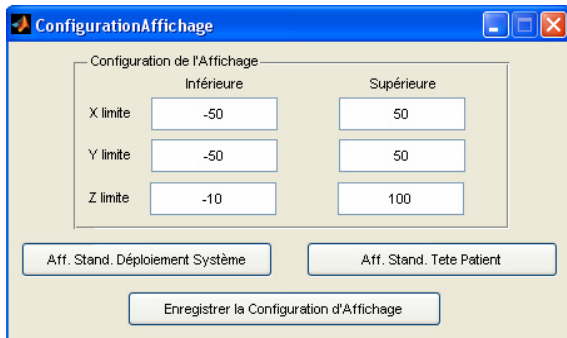 ConfigurationAffichage
Configuration de l'Affichage
Inférieure Supérieure
X limite -50 50
Y limite -50 50
Z limite -10 100
Aff. Stand. Déploiement Système Aff. Stand. Tete Patient
Enregistrer la Configuration d'Affichage